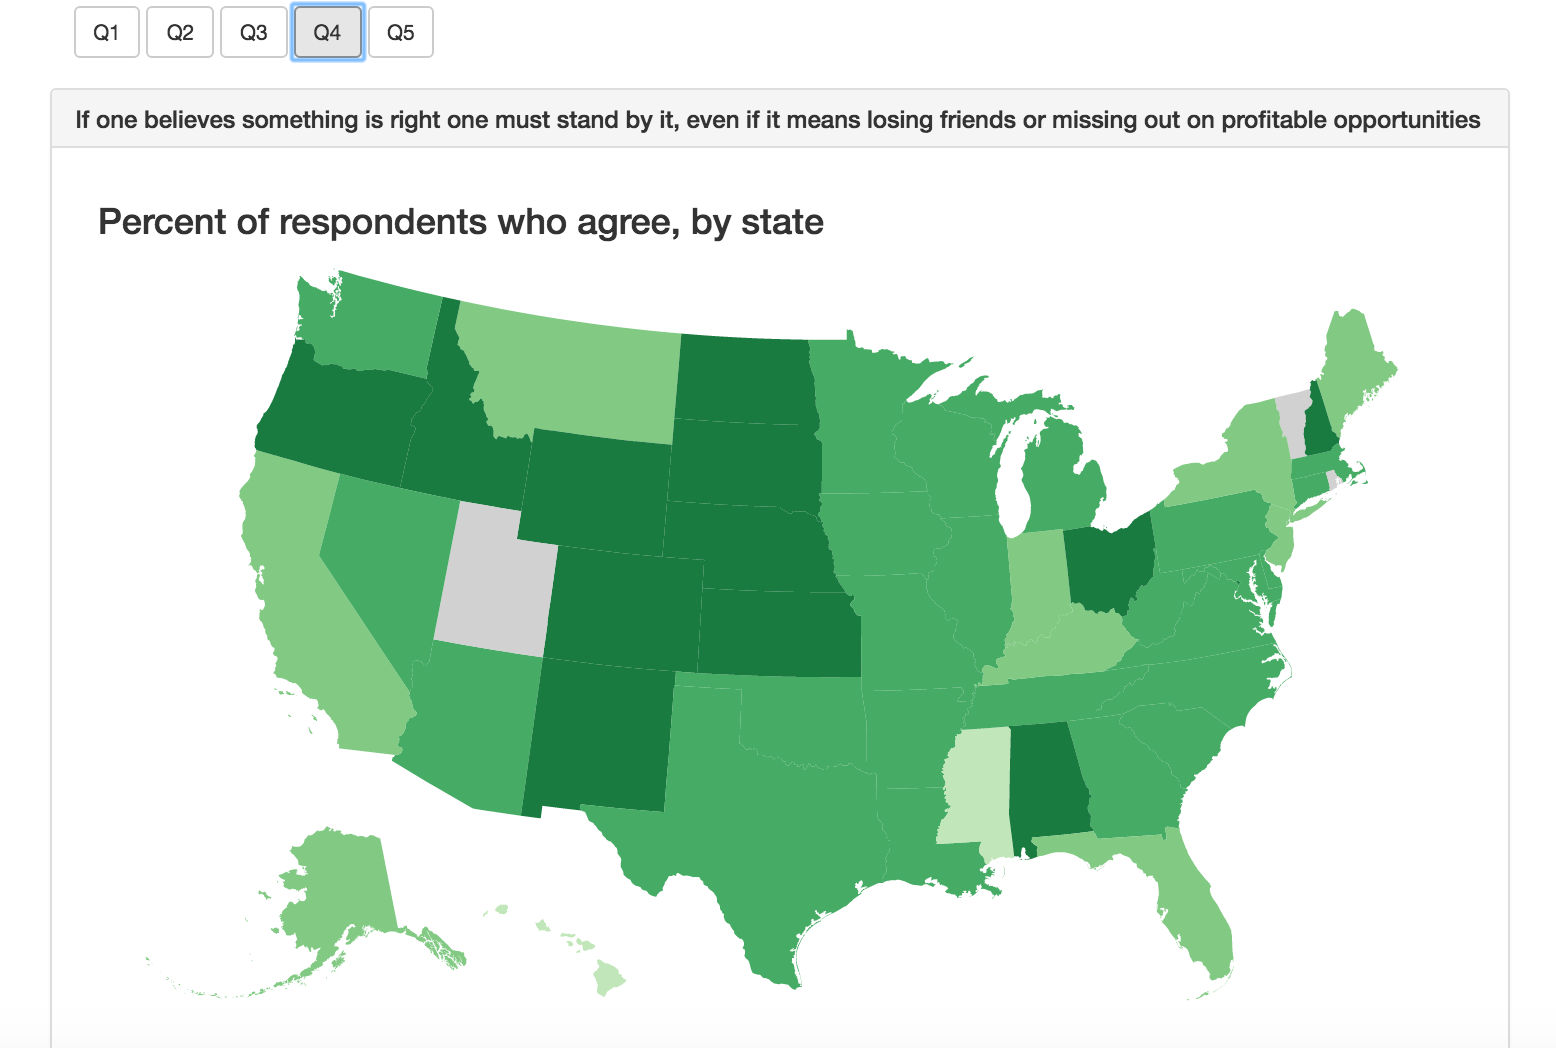 Q1 Q2 Q3 Q4 Q5
If one believes something is right one must stand by it, even if it means losing friends or missing out on profitable opportunities
Percent of respondents who agree, by state